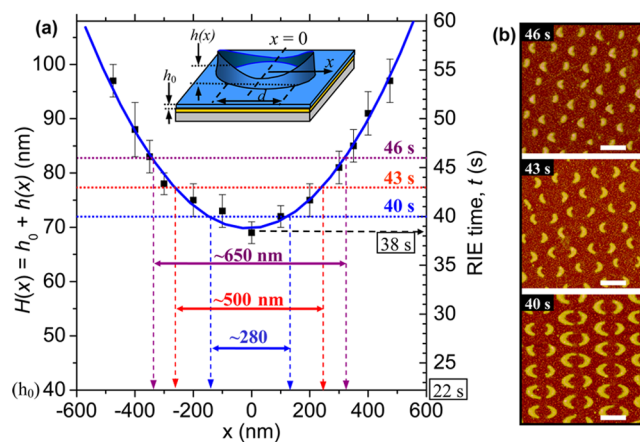 (a)
H(x) = h₀ + h(x) (nm)
100
90
80
70
60
50
(h₀) 40
-600 -400 -200 0 200 400 600
x (nm)
h(x)
x = 0
h₀
x
d
46 s
43 s
40 s
38 s
~650 nm
~500 nm
~280
60
55
50
45
40
35
30
25
22 s
RIE time, t (s)
(b)
46 s
43 s
40 s